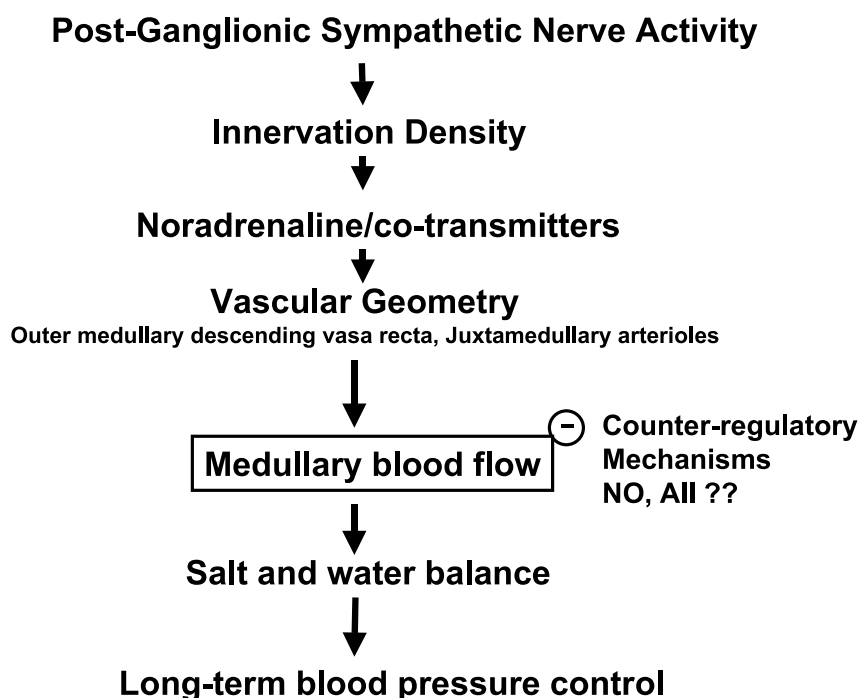 Post-Ganglionic Sympathetic Nerve Activity
Innervation Density
Noradrenaline/co-transmitters
Vascular Geometry
Outer medullary descending vasa recta, Juxtamedullary arterioles
Medullary blood flow
−
Counter-regulatory
Mechanisms
NO, AII ??
Salt and water balance
Long-term blood pressure control